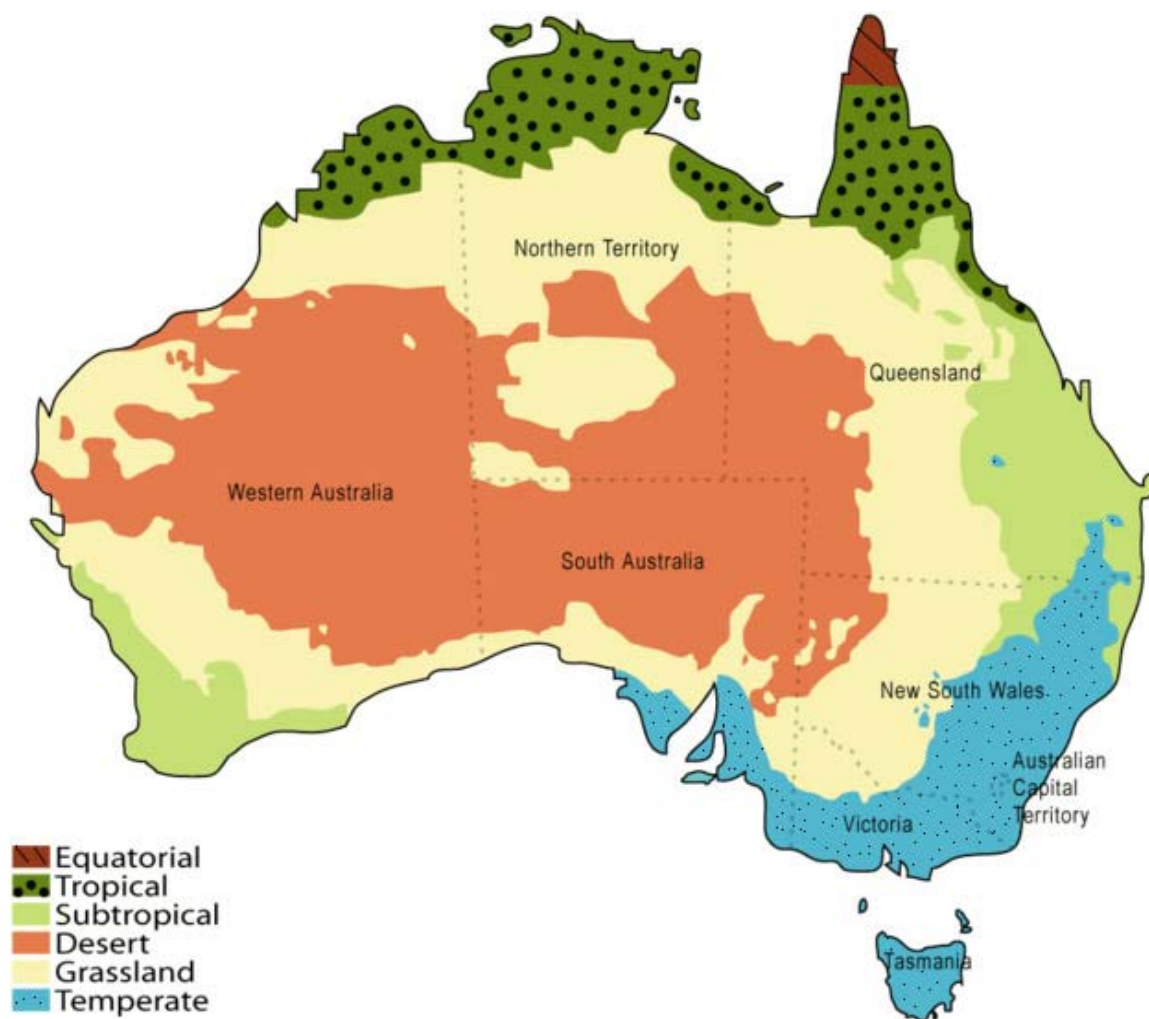 Northern Territory
Queensland
Western Australia
South Australia
New South Wales
Australian
Capital
Territory
Victoria
Tasmania
Equatorial
Tropical
Subtropical
Desert
Grassland
Temperate